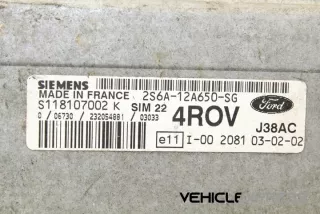 SIEMENS
MADE IN FRANCE 2S6A-12A650-SG
S118107002 K SIM 22 4ROV Ford
0 / 06730 / 232054881 / 03033 J38AC
e11 I-00 2081 03-02-02
VEHICLE